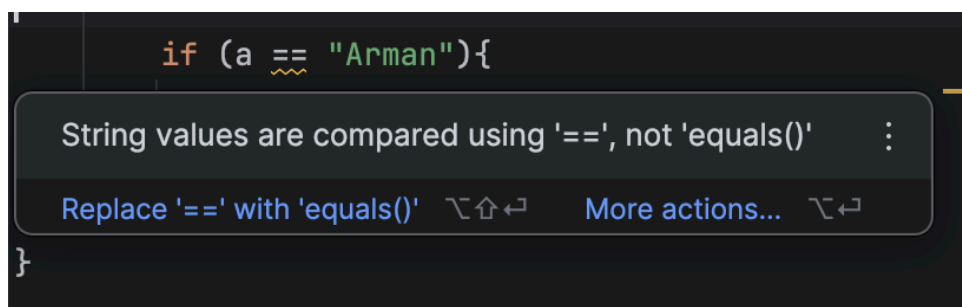 if (a == "Arman"){
String values are compared using '==', not 'equals()'
Replace '==' with 'equals()' ⌥⇧⏎ More actions... ⌥⏎
}